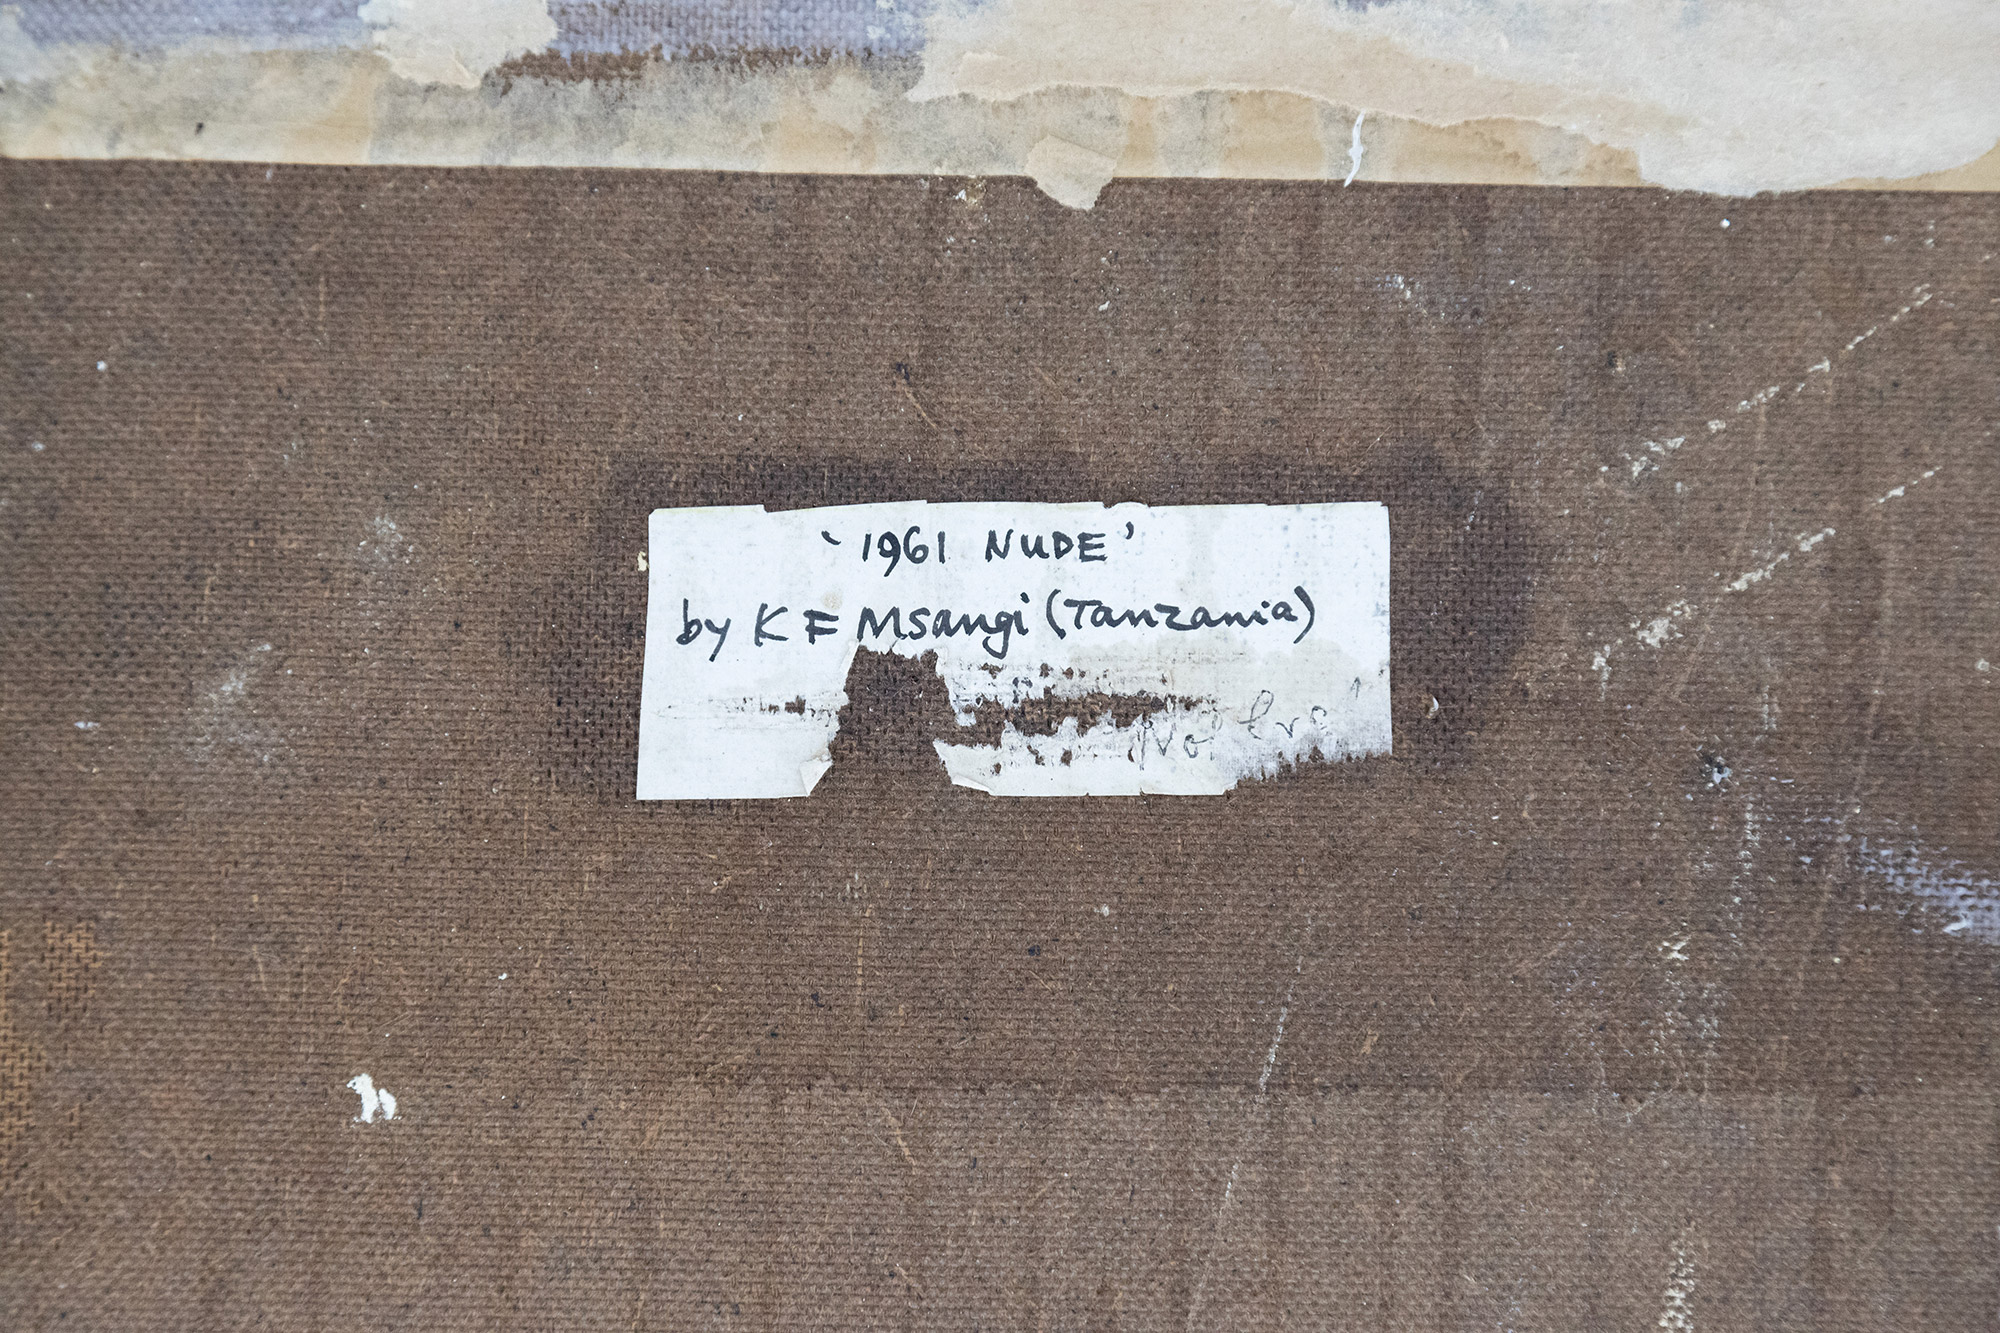 ‘1961 NUDE’
by K F Msangi (Tanzania)